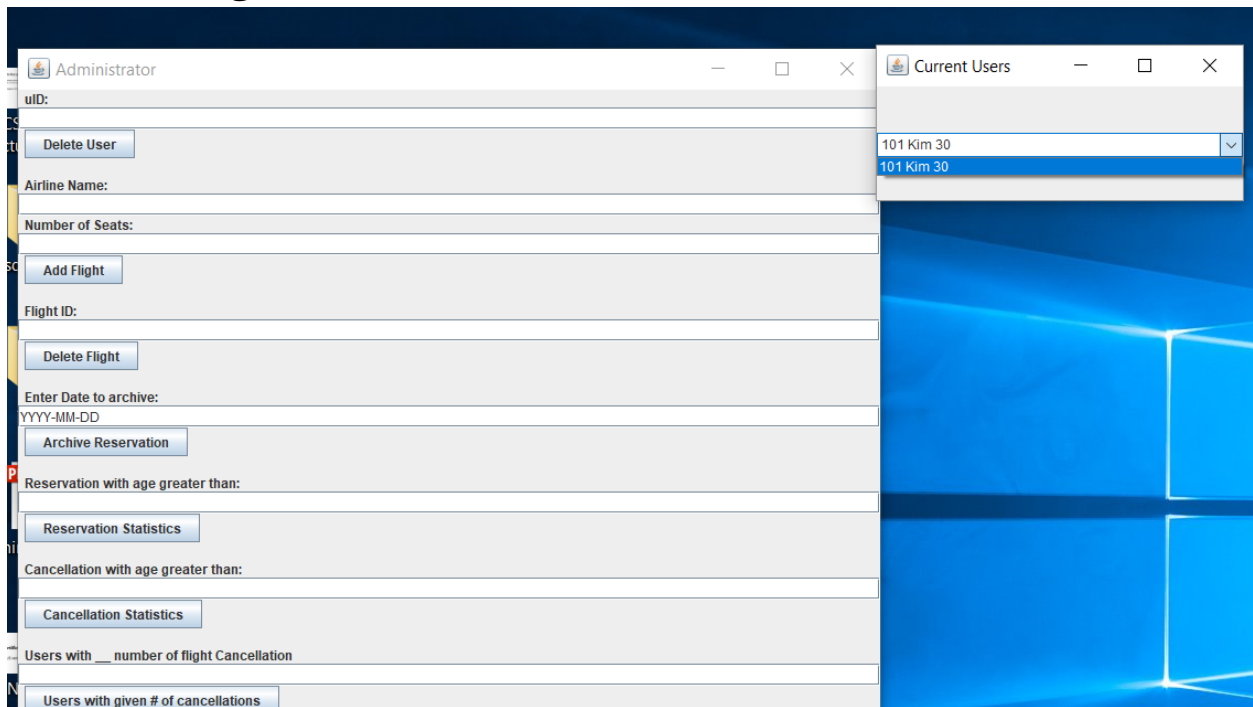 Administrator
uID:
Delete User
Airline Name:
Number of Seats:
Add Flight
Flight ID:
Delete Flight
Enter Date to archive:
YYYY-MM-DD
Archive Reservation
Reservation with age greater than:
Reservation Statistics
Cancellation with age greater than:
Cancellation Statistics
Users with __ number of flight Cancellation
Users with given # of cancellations
Current Users
101 Kim 30
101 Kim 30